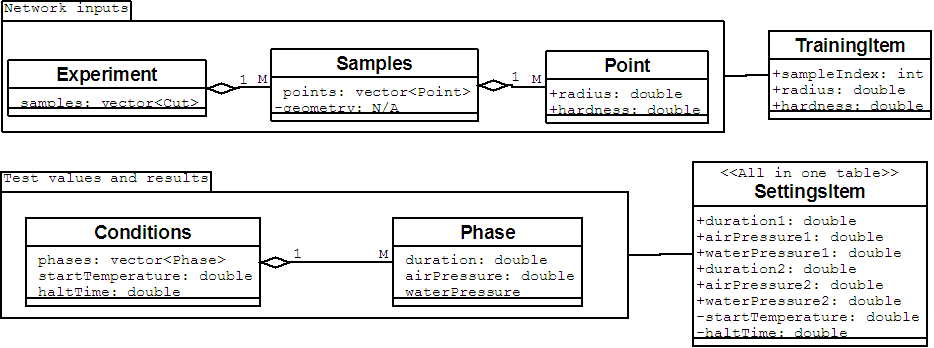 Network inputs
Experiment
samples: vector<Cut>
1
M
Samples
points: vector<Point>
-geometry: N/A
1
M
Point
+radius: double
+hardness: double
TrainingItem
+sampleIndex: int
+radius: double
+hardness: double
Test values and results
Conditions
phases: vector<Phase>
startTemperature: double
haltTime: double
1
M
Phase
duration: double
airPressure: double
waterPressure
<<All in one table>>
SettingsItem
+duration1: double
+airPressure1: double
+waterPressure1: double
+duration2: double
+airPressure2: double
+waterPressure2: double
-startTemperature: double
-haltTime: double